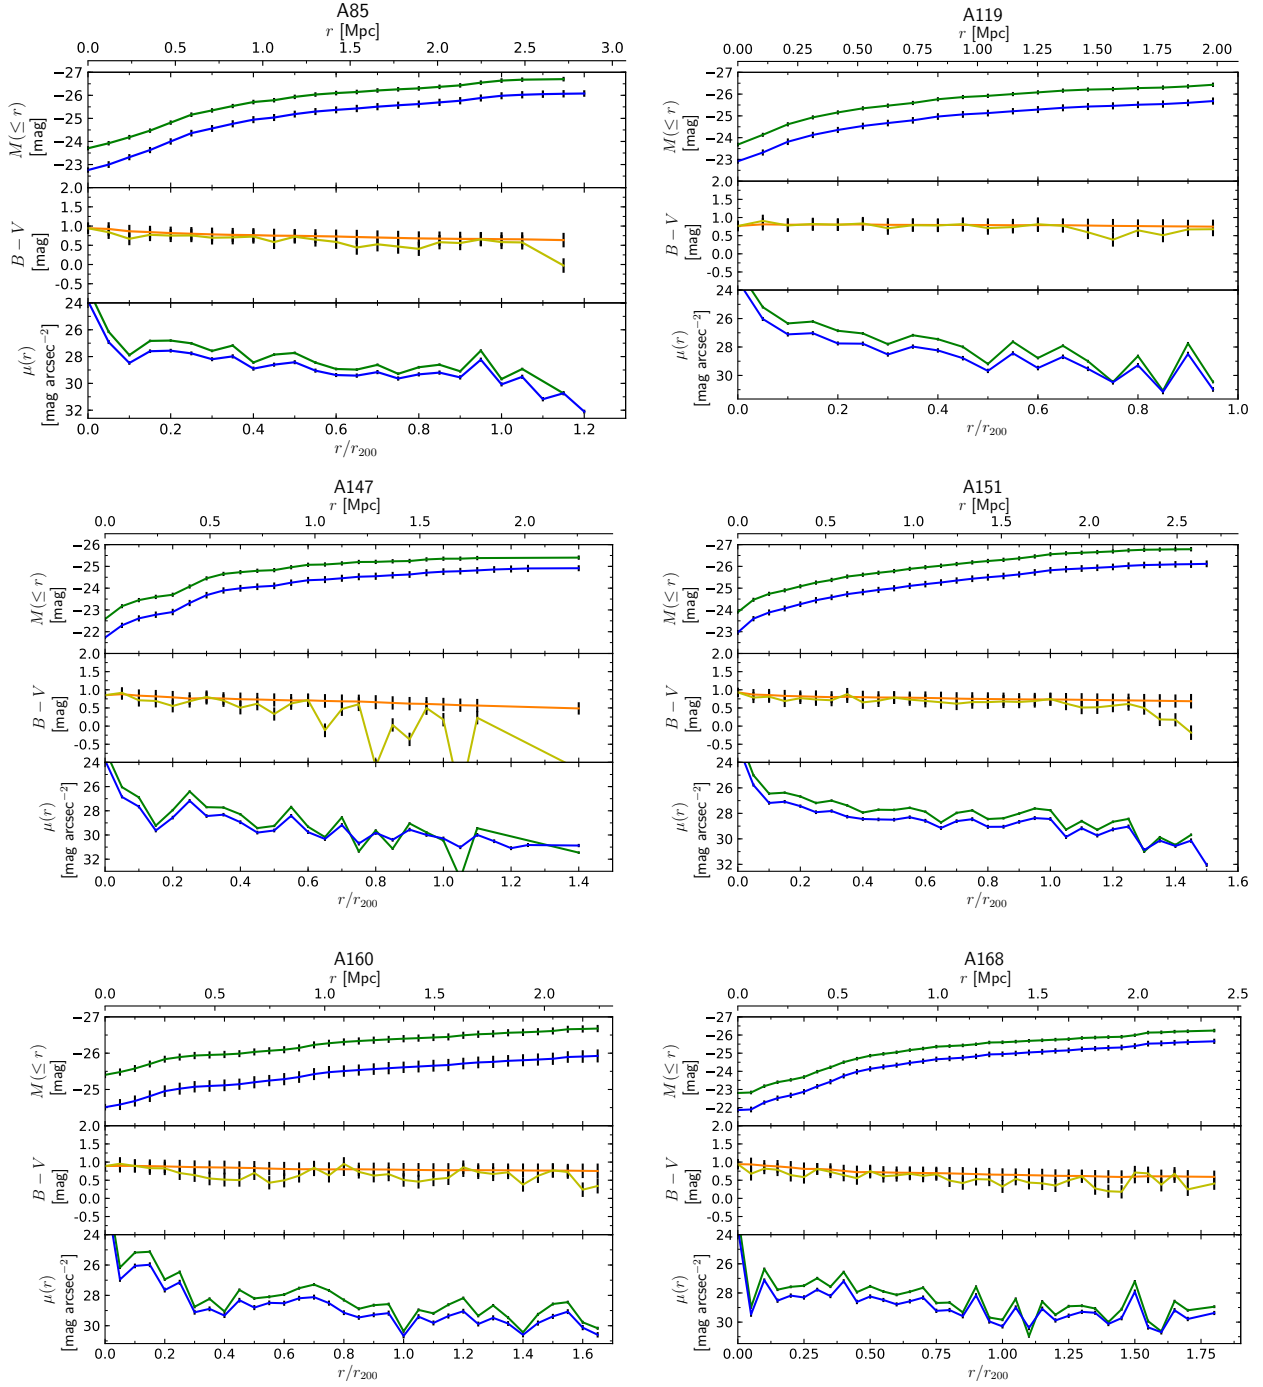 A85
r [Mpc]
0.0 0.5 1.0 1.5 2.0 2.5 3.0
M(≤ r)
[mag]
−27
−26
−25
−24
−23
B − V
[mag]
2.0
1.5
1.0
0.5
0.0
−0.5
μ(r)
[mag arcsec−2]
24
26
28
30
32
0.0 0.2 0.4 0.6 0.8 1.0 1.2
r/r200
A119
r [Mpc]
0.00 0.25 0.50 0.75 1.00 1.25 1.50 1.75 2.00
M(≤ r)
[mag]
−27
−26
−25
−24
−23
B − V
[mag]
2.0
1.5
1.0
0.5
0.0
−0.5
μ(r)
[mag arcsec−2]
24
26
28
30
0.0 0.2 0.4 0.6 0.8 1.0
r/r200
A147
r [Mpc]
0.0 0.5 1.0 1.5 2.0
M(≤ r)
[mag]
−26
−25
−24
−23
−22
B − V
[mag]
2.0
1.5
1.0
0.5
0.0
−0.5
μ(r)
[mag arcsec−2]
24
26
28
30
32
0.0 0.2 0.4 0.6 0.8 1.0 1.2 1.4
r/r200
A151
r [Mpc]
0.0 0.5 1.0 1.5 2.0 2.5
M(≤ r)
[mag]
−27
−26
−25
−24
−23
B − V
[mag]
2.0
1.5
1.0
0.5
0.0
−0.5
μ(r)
[mag arcsec−2]
24
26
28
30
32
0.0 0.2 0.4 0.6 0.8 1.0 1.2 1.4 1.6
r/r200
A160
r [Mpc]
0.0 0.5 1.0 1.5 2.0
M(≤ r)
[mag]
−27
−26
−25
−24
B − V
[mag]
2.0
1.5
1.0
0.5
0.0
−0.5
μ(r)
[mag arcsec−2]
24
26
28
30
0.0 0.2 0.4 0.6 0.8 1.0 1.2 1.4 1.6
r/r200
A168
r [Mpc]
0.0 0.5 1.0 1.5 2.0 2.5
M(≤ r)
[mag]
−27
−26
−25
−24
−23
−22
B − V
[mag]
2.0
1.5
1.0
0.5
0.0
−0.5
μ(r)
[mag arcsec−2]
24
26
28
30
0.00 0.25 0.50 0.75 1.00 1.25 1.50 1.75
r/r200